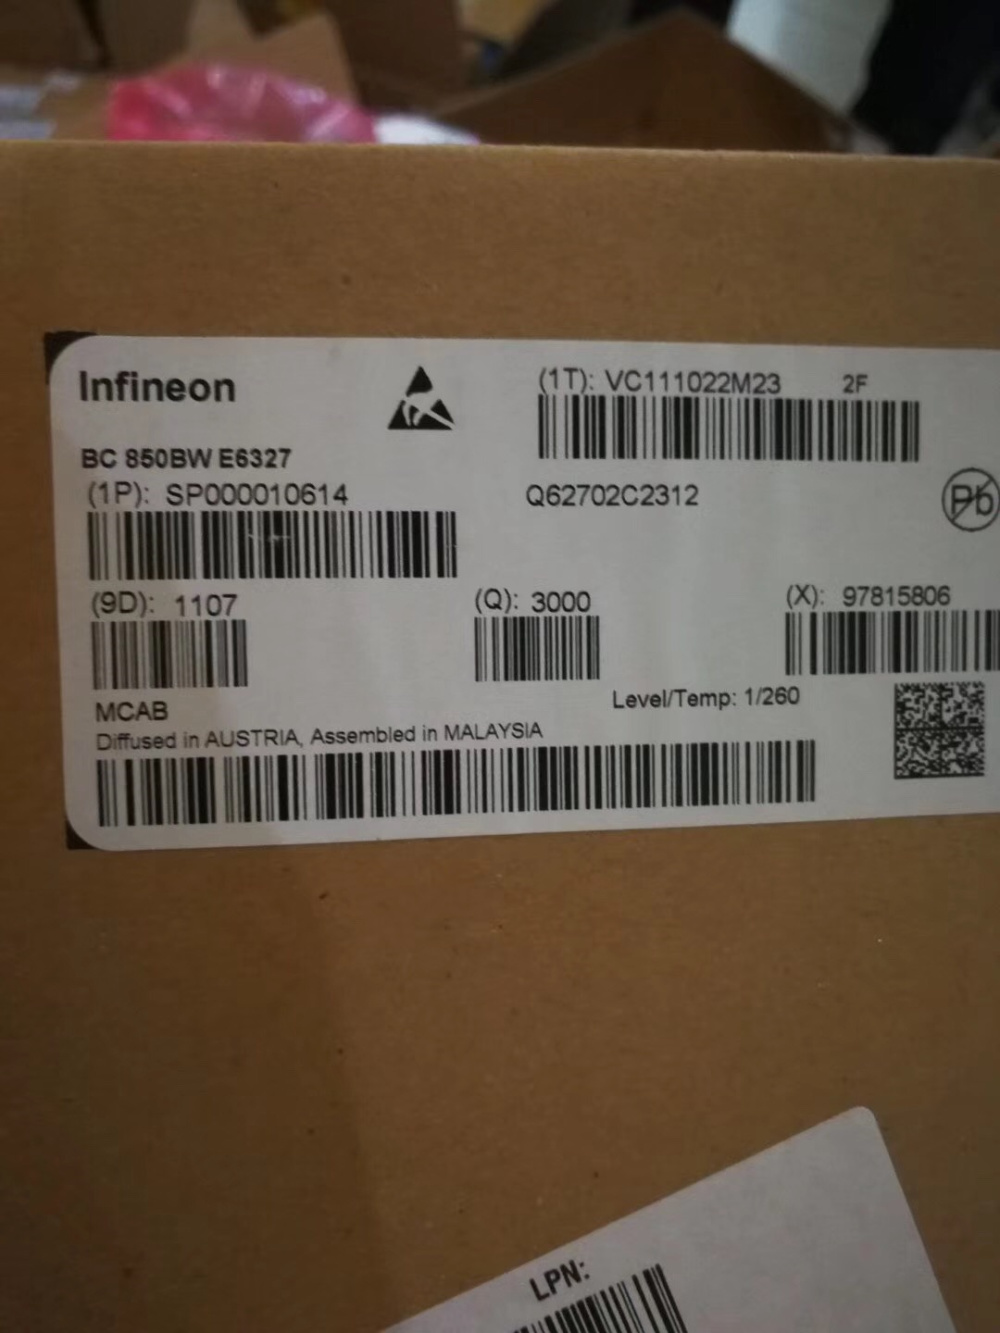 Infineon
(1T): VC111022M23 2F
BC 850BW E6327
(1P): SP000010614
Q62702C2312
Pb
(9D): 1107
(Q): 3000
(X): 97815806
MCAB
Level/Temp: 1/260
Diffused in AUSTRIA, Assembled in MALAYSIA
LPN: